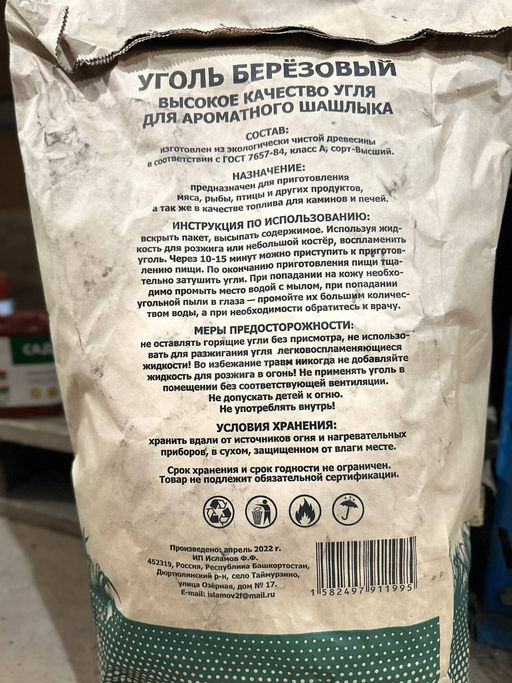 УГОЛЬ БЕРЁЗОВЫЙ
ВЫСОКОЕ КАЧЕСТВО УГЛЯ
ДЛЯ АРОМАТНОГО ШАШЛЫКА
СОСТАВ:
изготовлен из экологически чистой древесины
в соответствии с ГОСТ 7657-84, класс А, сорт-Высший.
НАЗНАЧЕНИЕ:
предназначен для приготовления
мяса, рыбы, птицы и других продуктов,
а так же в качестве топлива для каминов и печей.
ИНСТРУКЦИЯ ПО ИСПОЛЬЗОВАНИЮ:
вскрыть пакет, высыпать содержимое. Используя жид-
кость для розжига или небольшой костёр, воспламенить
уголь. Через 10-15 минут можно приступить к приготов-
лению пищи. По окончанию приготовления пищи тща-
тельно затушить угли. При попадании на кожу необхо-
димо промыть место водой с мылом, при попадании
угольной пыли в глаза — промойте их большим количес-
твом воды, а при необходимости обратитесь к врачу.
МЕРЫ ПРЕДОСТОРОЖНОСТИ:
не оставлять горящие угли без присмотра, не использо-
вать для разжигания угля легковоспламеняющиеся
жидкости! Во избежание травм никогда не добавляйте
жидкость для розжига в огонь! Не применять уголь в
помещении без соответствующей вентиляции.
Не допускать детей к огню.
Не употреблять внутрь!
УСЛОВИЯ ХРАНЕНИЯ:
хранить вдали от источников огня и нагревательных
приборов, в сухом, защищенном от влаги месте.
Срок хранения и срок годности не ограничен.
Товар не подлежит обязательной сертификации.
Произведено: апрель 2022 г.
ИП Исламов Ф.Ф.
452319, Россия, Республика Башкортостан,
Дюртюлинский р-н, село Таймурзино,
улица Озёрная, дом № 17.
E-mail: islamov2f@mail.ru
1 582497 911995
САД